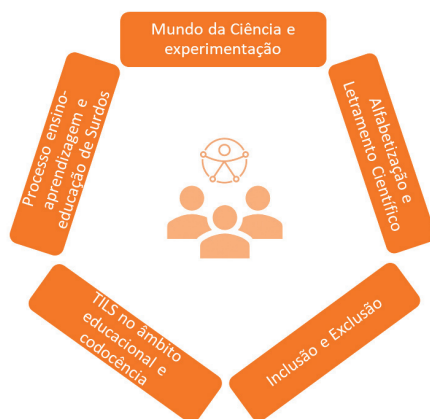 Mundo da Ciência e
experimentação
Alfabetização e
Letramento Científico
Inclusão e Exclusão
TILS no âmbito
educacional e
codocência
Processo ensino-
aprendizagem e
educação de Surdos